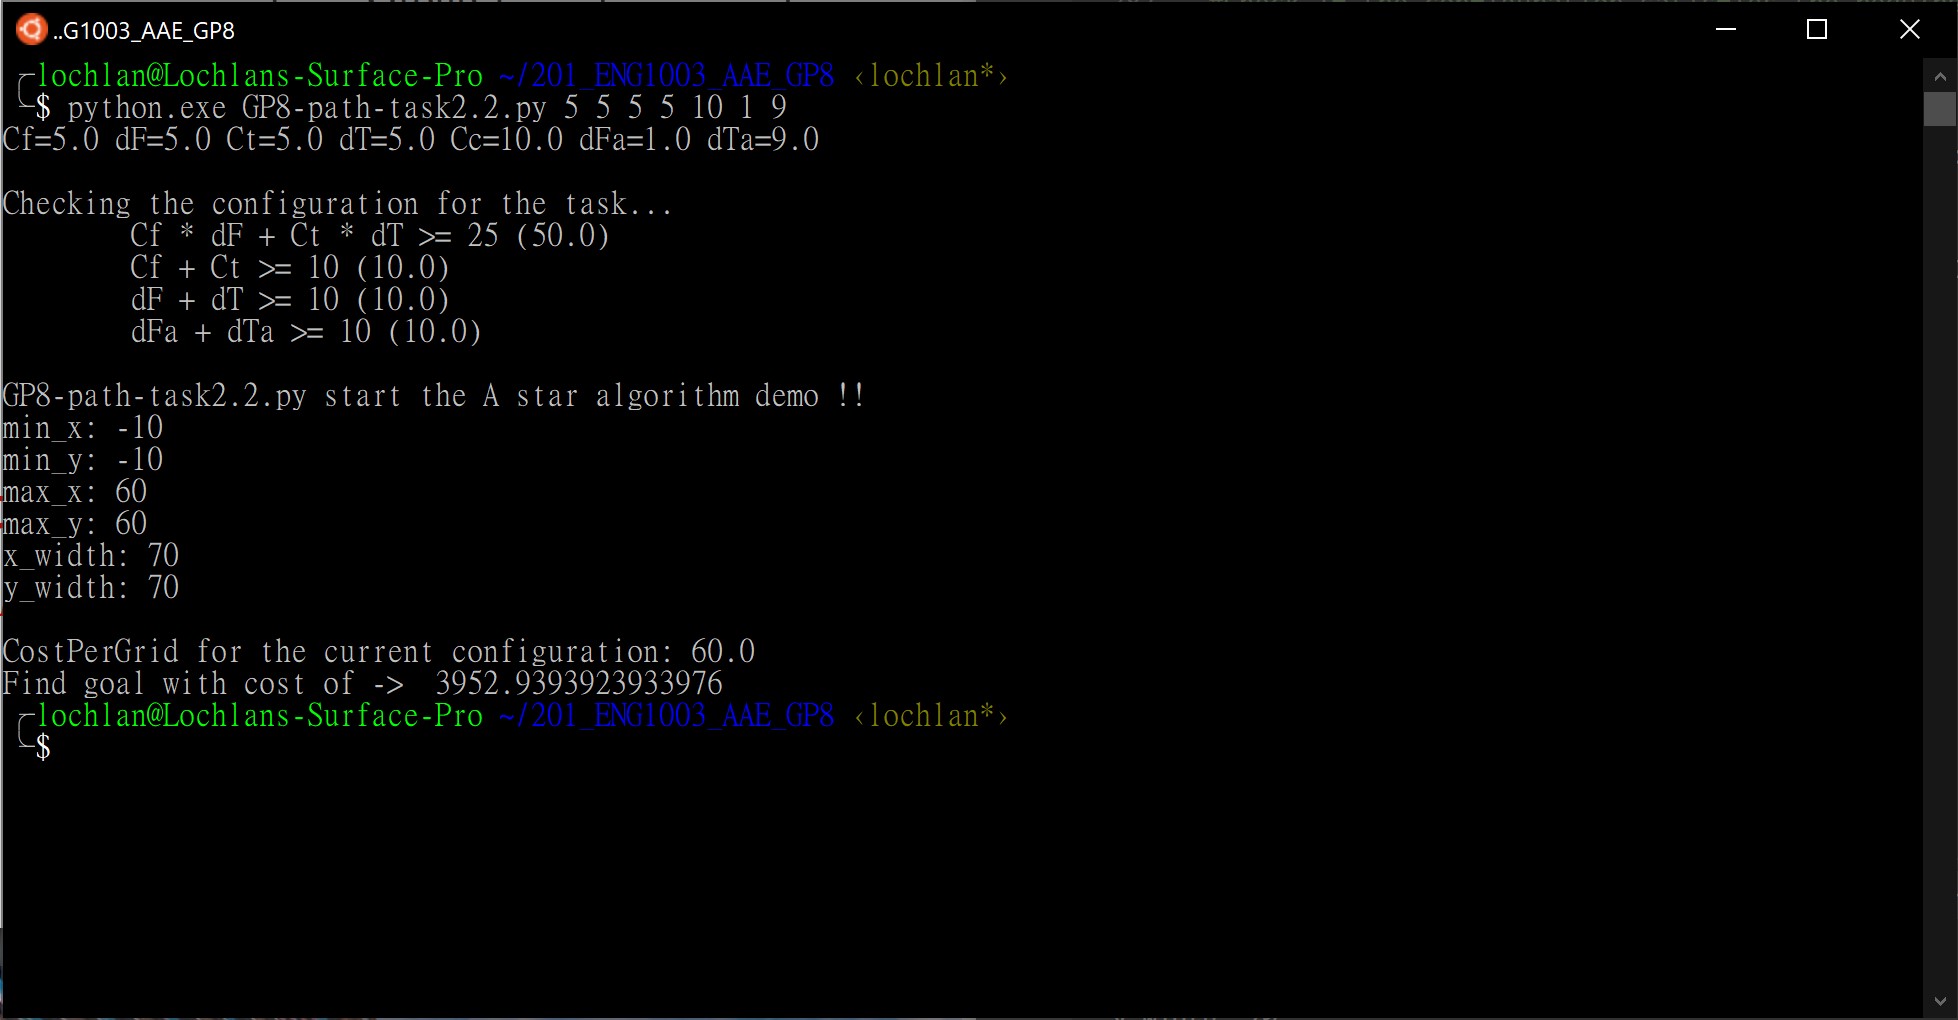 ..G1003_AAE_GP8
lochlan@Lochlans-Surface-Pro ~/201_ENG1003_AAE_GP8 ‹lochlan*›
$ python.exe GP8-path-task2.2.py 5 5 5 5 10 1 9
Cf=5.0 dF=5.0 Ct=5.0 dT=5.0 Cc=10.0 dFa=1.0 dTa=9.0
Checking the configuration for the task...
Cf * dF + Ct * dT >= 25 (50.0)
Cf + Ct >= 10 (10.0)
dF + dT >= 10 (10.0)
dFa + dTa >= 10 (10.0)
GP8-path-task2.2.py start the A star algorithm demo !!
min_x: -10
min_y: -10
max_x: 60
max_y: 60
x_width: 70
y_width: 70
CostPerGrid for the current configuration: 60.0
Find goal with cost of ->  3952.9393923933976
lochlan@Lochlans-Surface-Pro ~/201_ENG1003_AAE_GP8 ‹lochlan*›
$